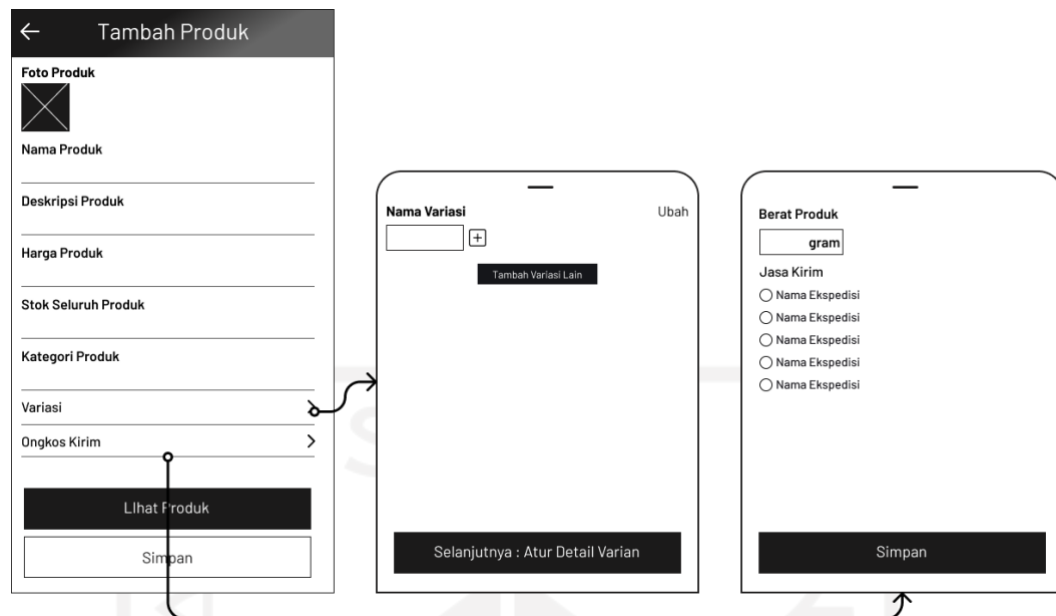 Tambah Produk
Foto Produk
Nama Produk
Deskripsi Produk
Harga Produk
Stok Seluruh Produk
Kategori Produk
Variasi
Ongkos Kirim
LIhat Produk
Simpan
Nama Variasi
Ubah
Tambah Variasi Lain
Selanjutnya : Atur Detail Varian
Berat Produk
gram
Jasa Kirim
Nama Ekspedisi
Nama Ekspedisi
Nama Ekspedisi
Nama Ekspedisi
Nama Ekspedisi
Simpan